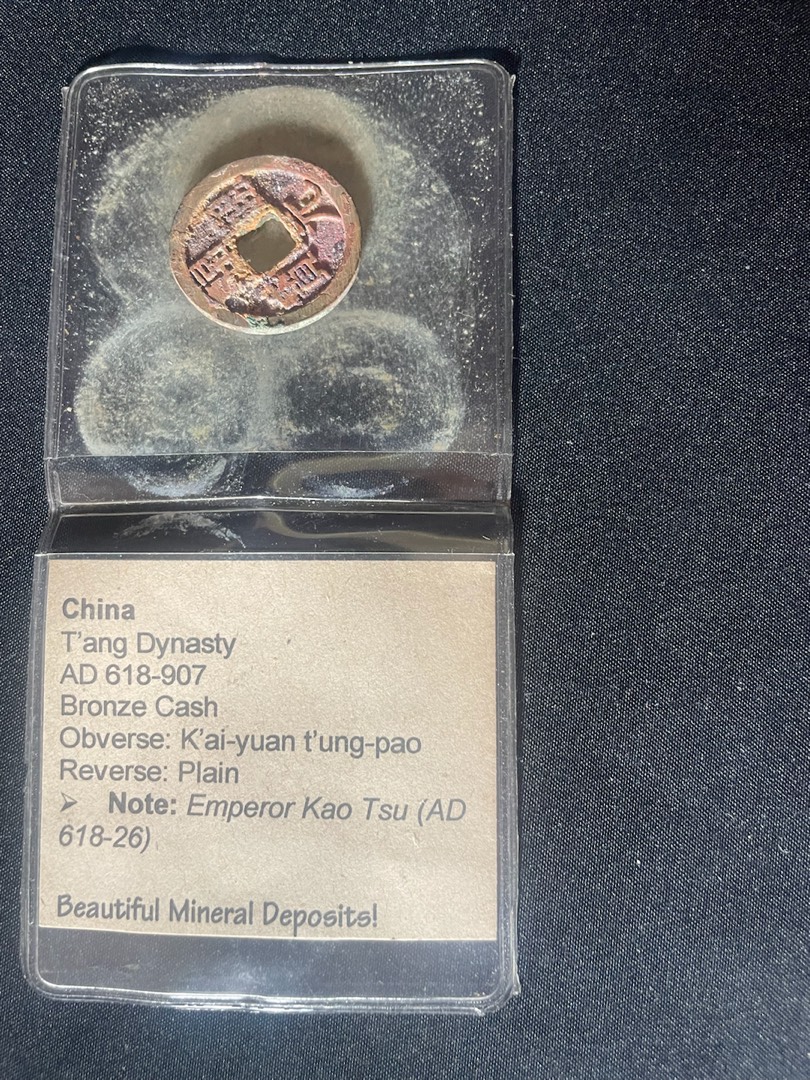 China
T'ang Dynasty
AD 618-907
Bronze Cash
Obverse: K'ai-yuan t'ung-pao
Reverse: Plain
➢ Note: Emperor Kao Tsu (AD
618-26)
Beautiful Mineral Deposits!